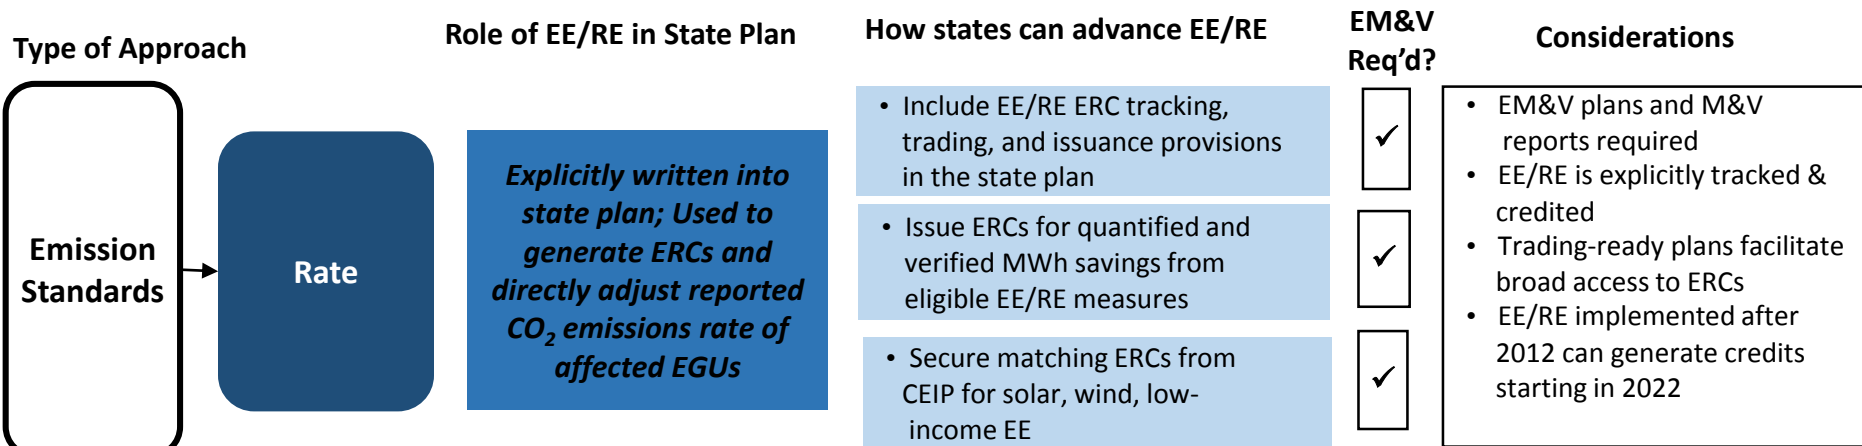 Type of Approach
Role of EE/RE in State Plan
How states can advance EE/RE
EM&V
Req’d?
Considerations
Emission
Standards
Rate
Explicitly written into
state plan; Used to
generate ERCs and
directly adjust reported
CO2 emissions rate of
affected EGUs
• Include EE/RE ERC tracking,
trading, and issuance provisions
in the state plan
✓
• Issue ERCs for quantified and
verified MWh savings from
eligible EE/RE measures
✓
• Secure matching ERCs from
CEIP for solar, wind, low-
income EE
✓
• EM&V plans and M&V
reports required
• EE/RE is explicitly tracked &
credited
• Trading-ready plans facilitate
broad access to ERCs
• EE/RE implemented after
2012 can generate credits
starting in 2022